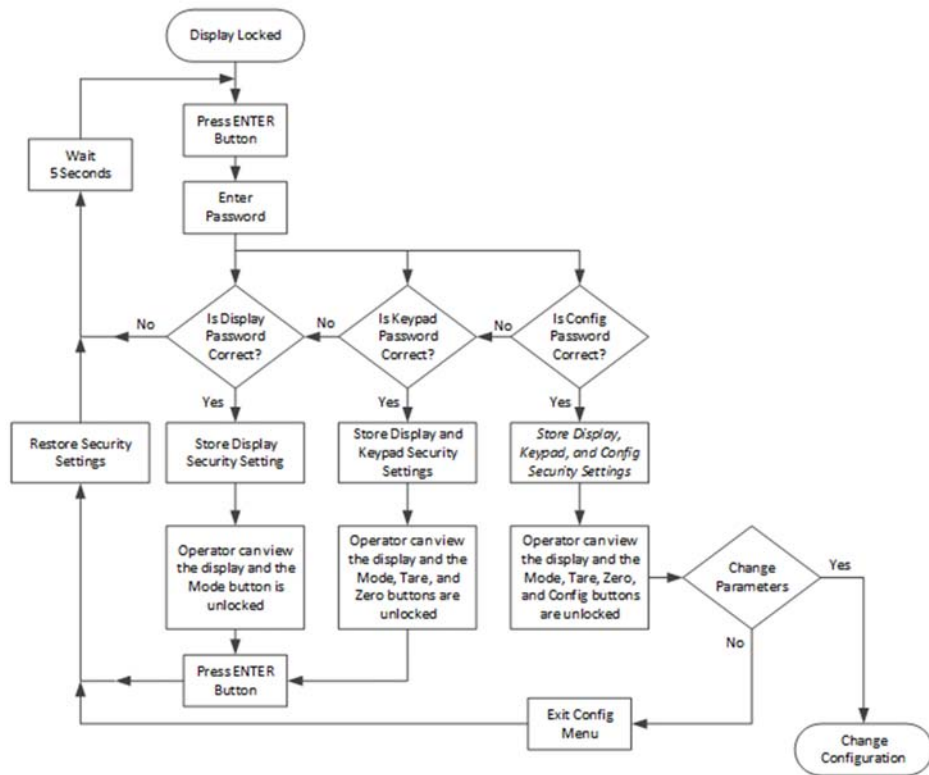 Display Locked
Press ENTER
Button
Wait
5 Seconds
Enter
Password
Is Display
Password
Correct?
Is Keypad
Password
Correct?
Is Config
Password
Correct?
No
No
No
Yes
Yes
Yes
Restore Security
Settings
Store Display
Security Setting
Store Display and
Keypad Security
Settings
Store Display,
Keypad, and Config
Security Settings
Operator can view
the display and the
Mode button is
unlocked
Operator can view
the display and the
Mode, Tare, and
Zero buttons are
unlocked
Operator can view
the display and the
Mode, Tare, Zero,
and Config buttons
are unlocked
Change
Parameters
Yes
No
Press ENTER
Button
Exit Config
Menu
Change
Configuration